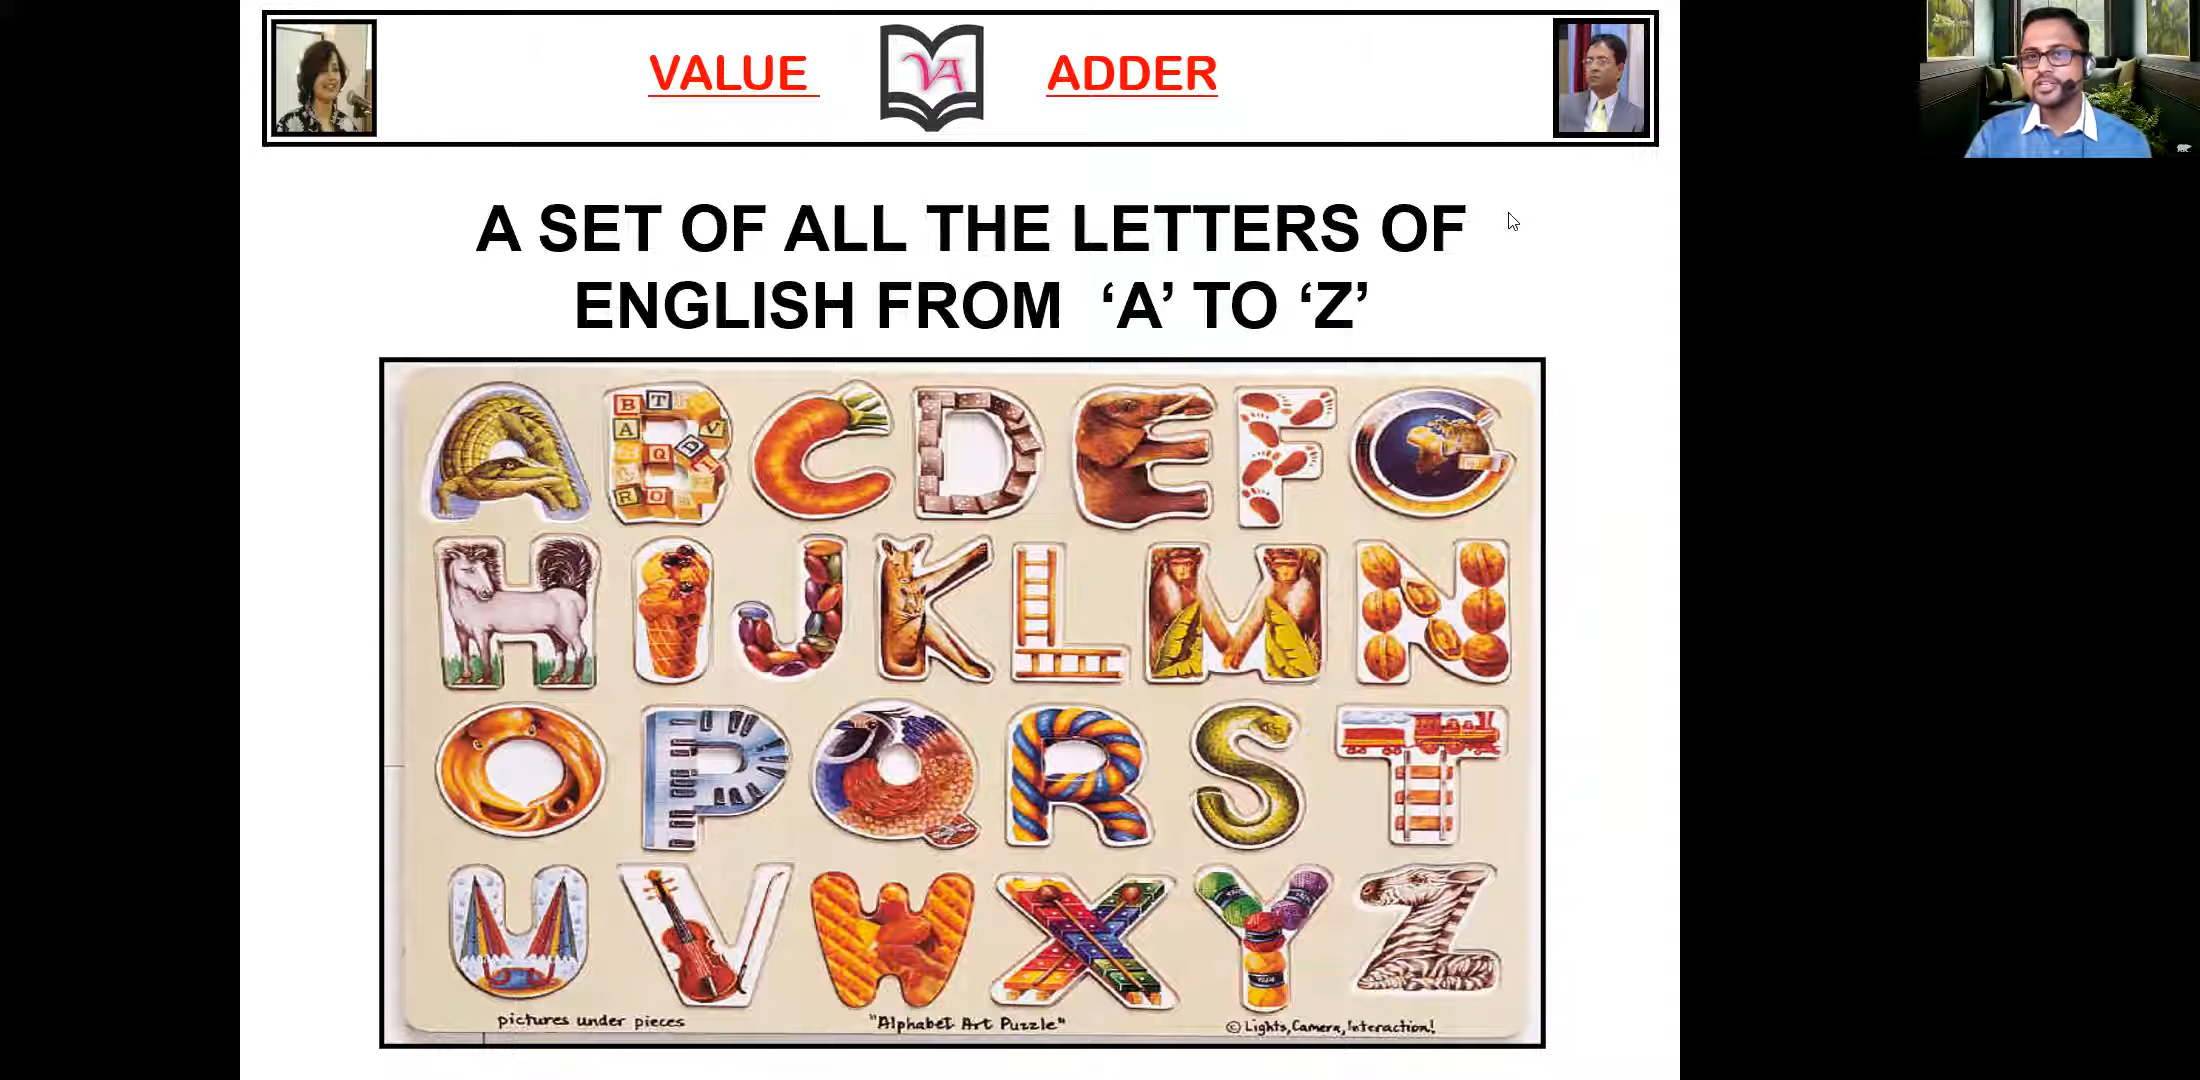 VALUE VA ADDER
A SET OF ALL THE LETTERS OF
ENGLISH FROM ‘A’ TO ‘Z’
A B C D E F G
H I J K L M N
O P Q R S T
U V W X Y Z
pictures under pieces "Alphabet Art Puzzle" © Lights, Camera, Interaction!